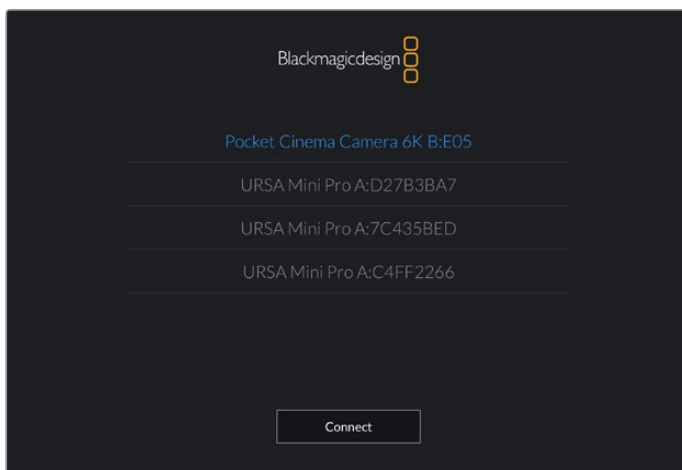 Blackmagicdesign
Pocket Cinema Camera 6K B:E05
URSA Mini Pro A:D27B3BA7
URSA Mini Pro A:7C435BED
URSA Mini Pro A:C4FF2266
Connect